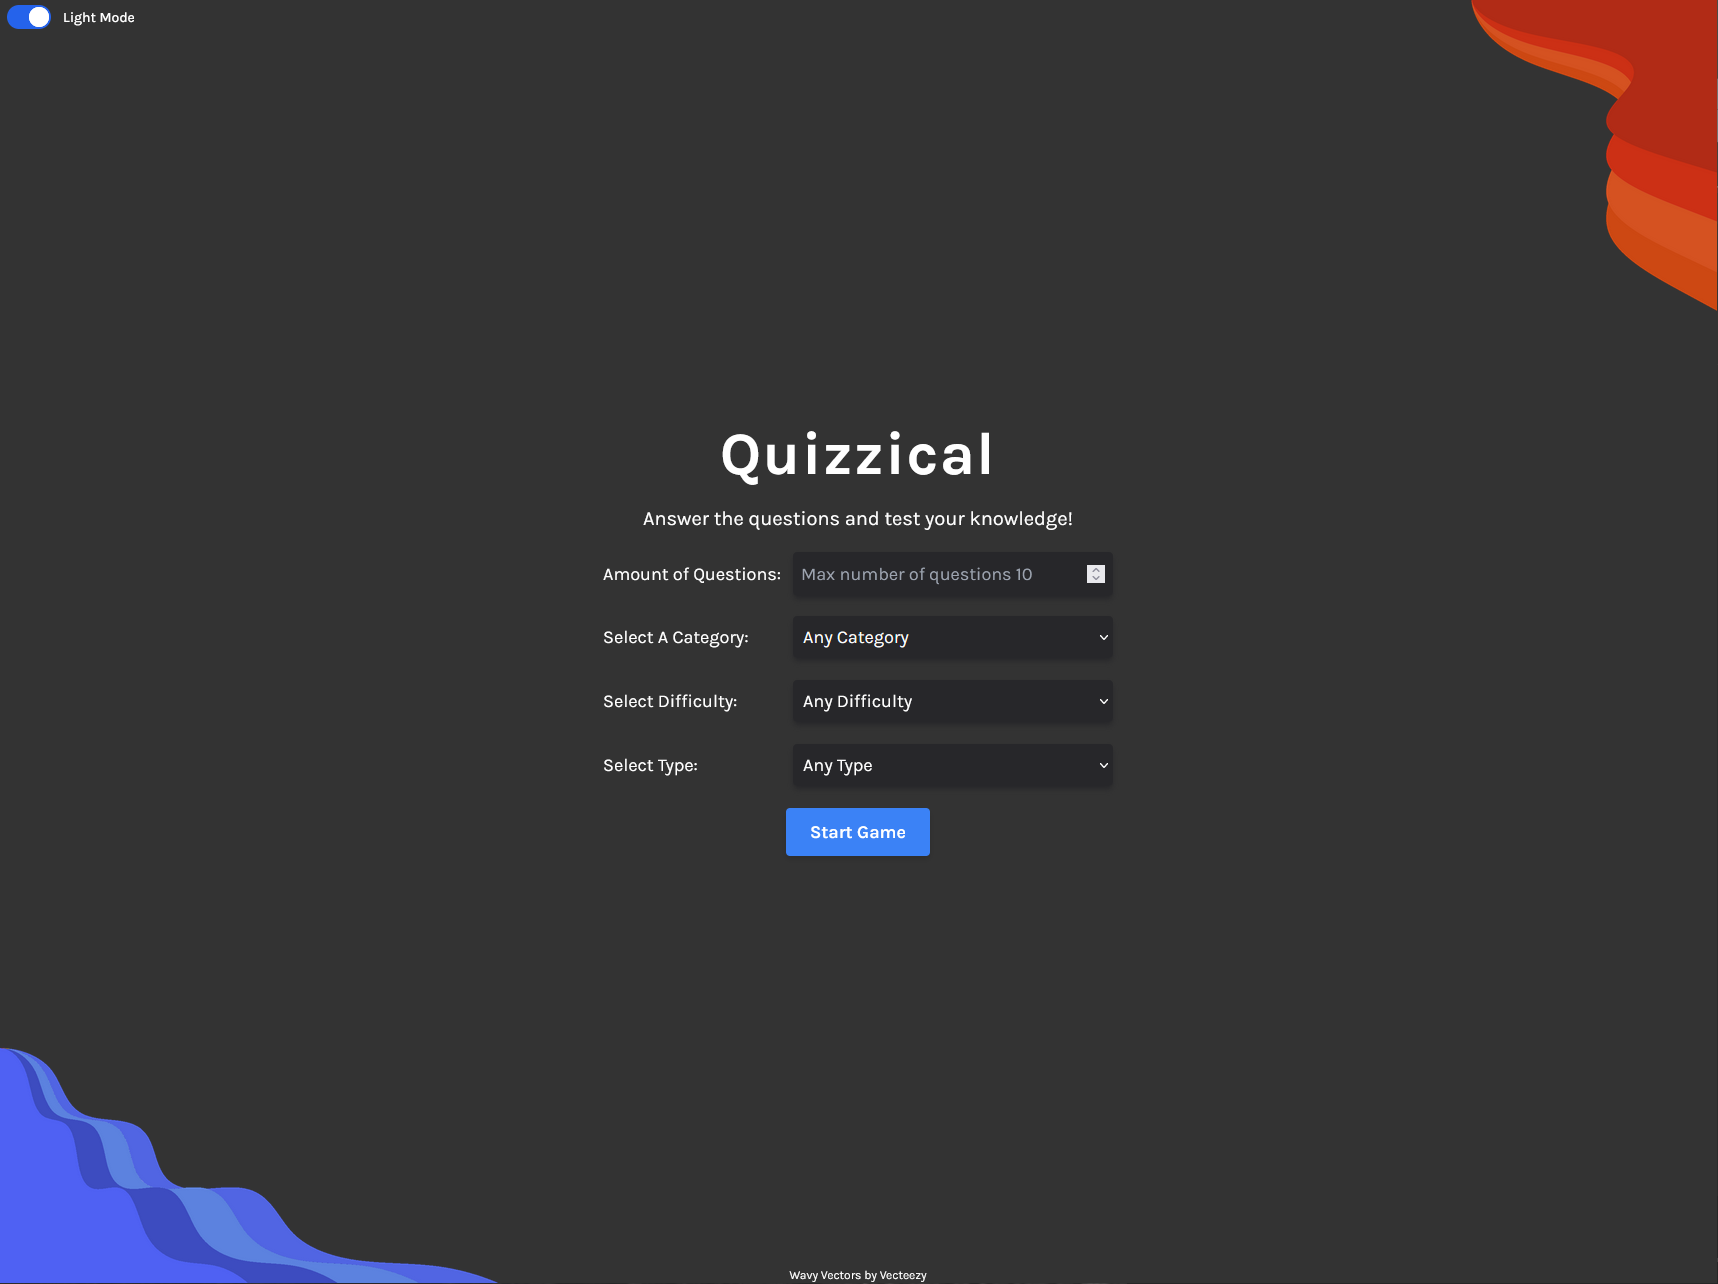 Light Mode
Quizzical
Answer the questions and test your knowledge!
Amount of Questions: Max number of questions 10
Select A Category: Any Category
Select Difficulty: Any Difficulty
Select Type: Any Type
Start Game
Wavy Vectors by Vecteezy